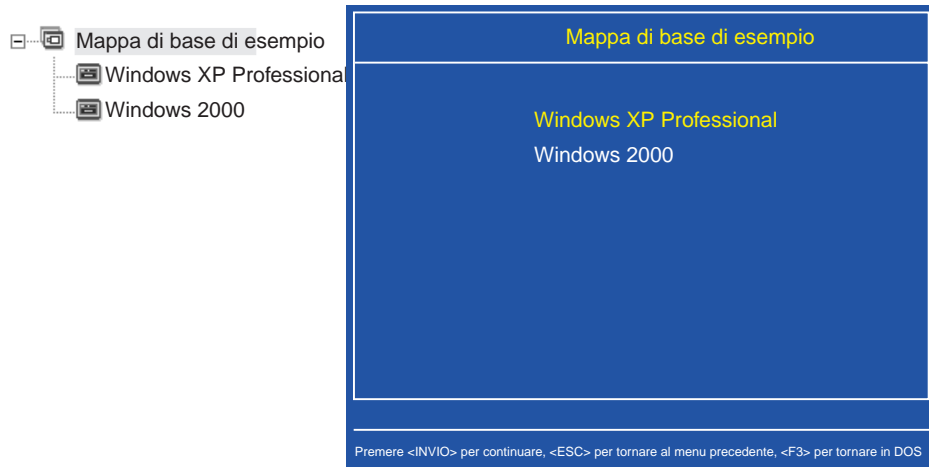 Mappa di base di esempio
Windows XP Professional
Windows 2000
Mappa di base di esempio
Windows XP Professional
Windows 2000
Premere <INVIO> per continuare, <ESC> per tornare al menu precedente, <F3> per tornare in DOS